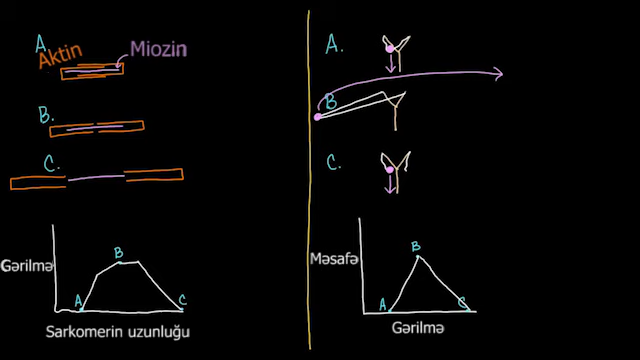 A.
Aktin
Miozin
B.
C.
Gərilmə
A
B
C
Sarkomerin uzunluğu
A.
B
C.
Məsafə
A
B
C
Gərilmə